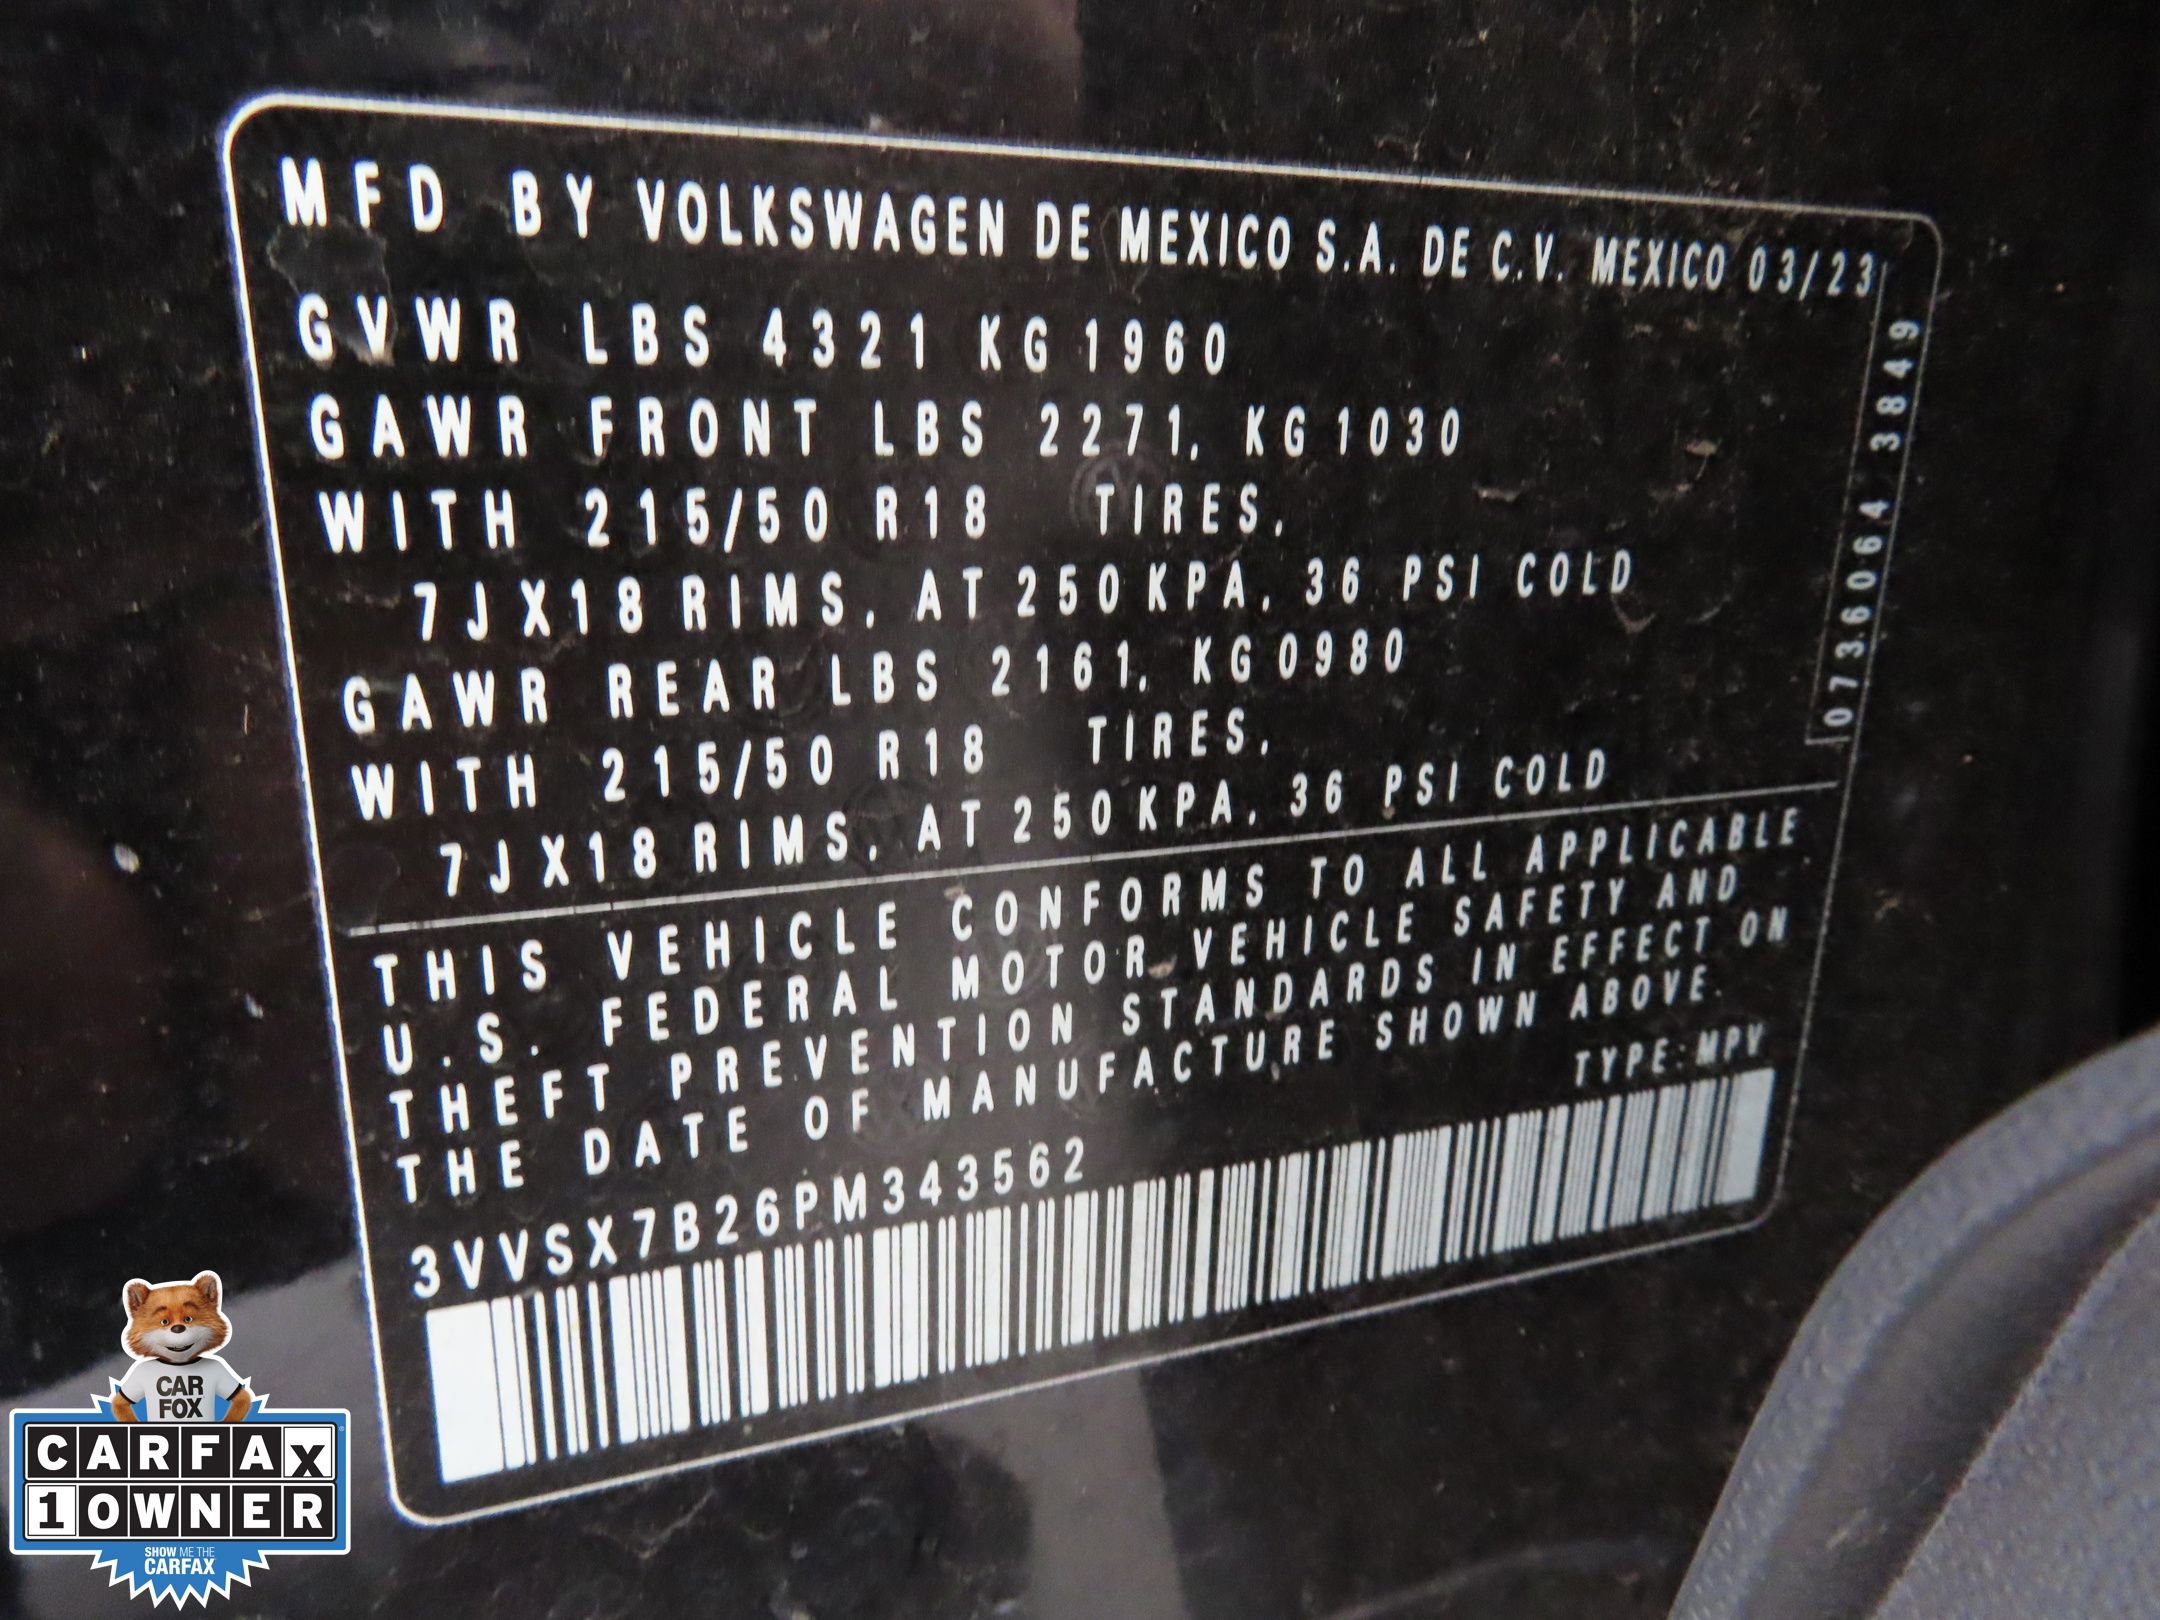 MFD BY VOLKSWAGEN DE MEXICO S.A. DE C.V. MEXICO 03/23
GVWR LBS 4321 KG 1960
GAWR FRONT LBS 2271, KG 1030
WITH 215/50 R18 TIRES,
7JX18 RIMS, AT 250 KPA, 36 PSI COLD
GAWR REAR LBS 2161, KG 0980
WITH 215/50 R18 TIRES,
7JX18 RIMS, AT 250 KPA, 36 PSI COLD
0736064 3849
THIS VEHICLE CONFORMS TO ALL APPLICABLE
U.S. FEDERAL MOTOR VEHICLE SAFETY AND
THEFT PREVENTION STANDARDS IN EFFECT ON
THE DATE OF MANUFACTURE SHOWN ABOVE.
TYPE: MPV
3VVSX7B26PM343562
CAR
FOX
CARFAX
1 OWNER
SHOW ME THE
CARFAX